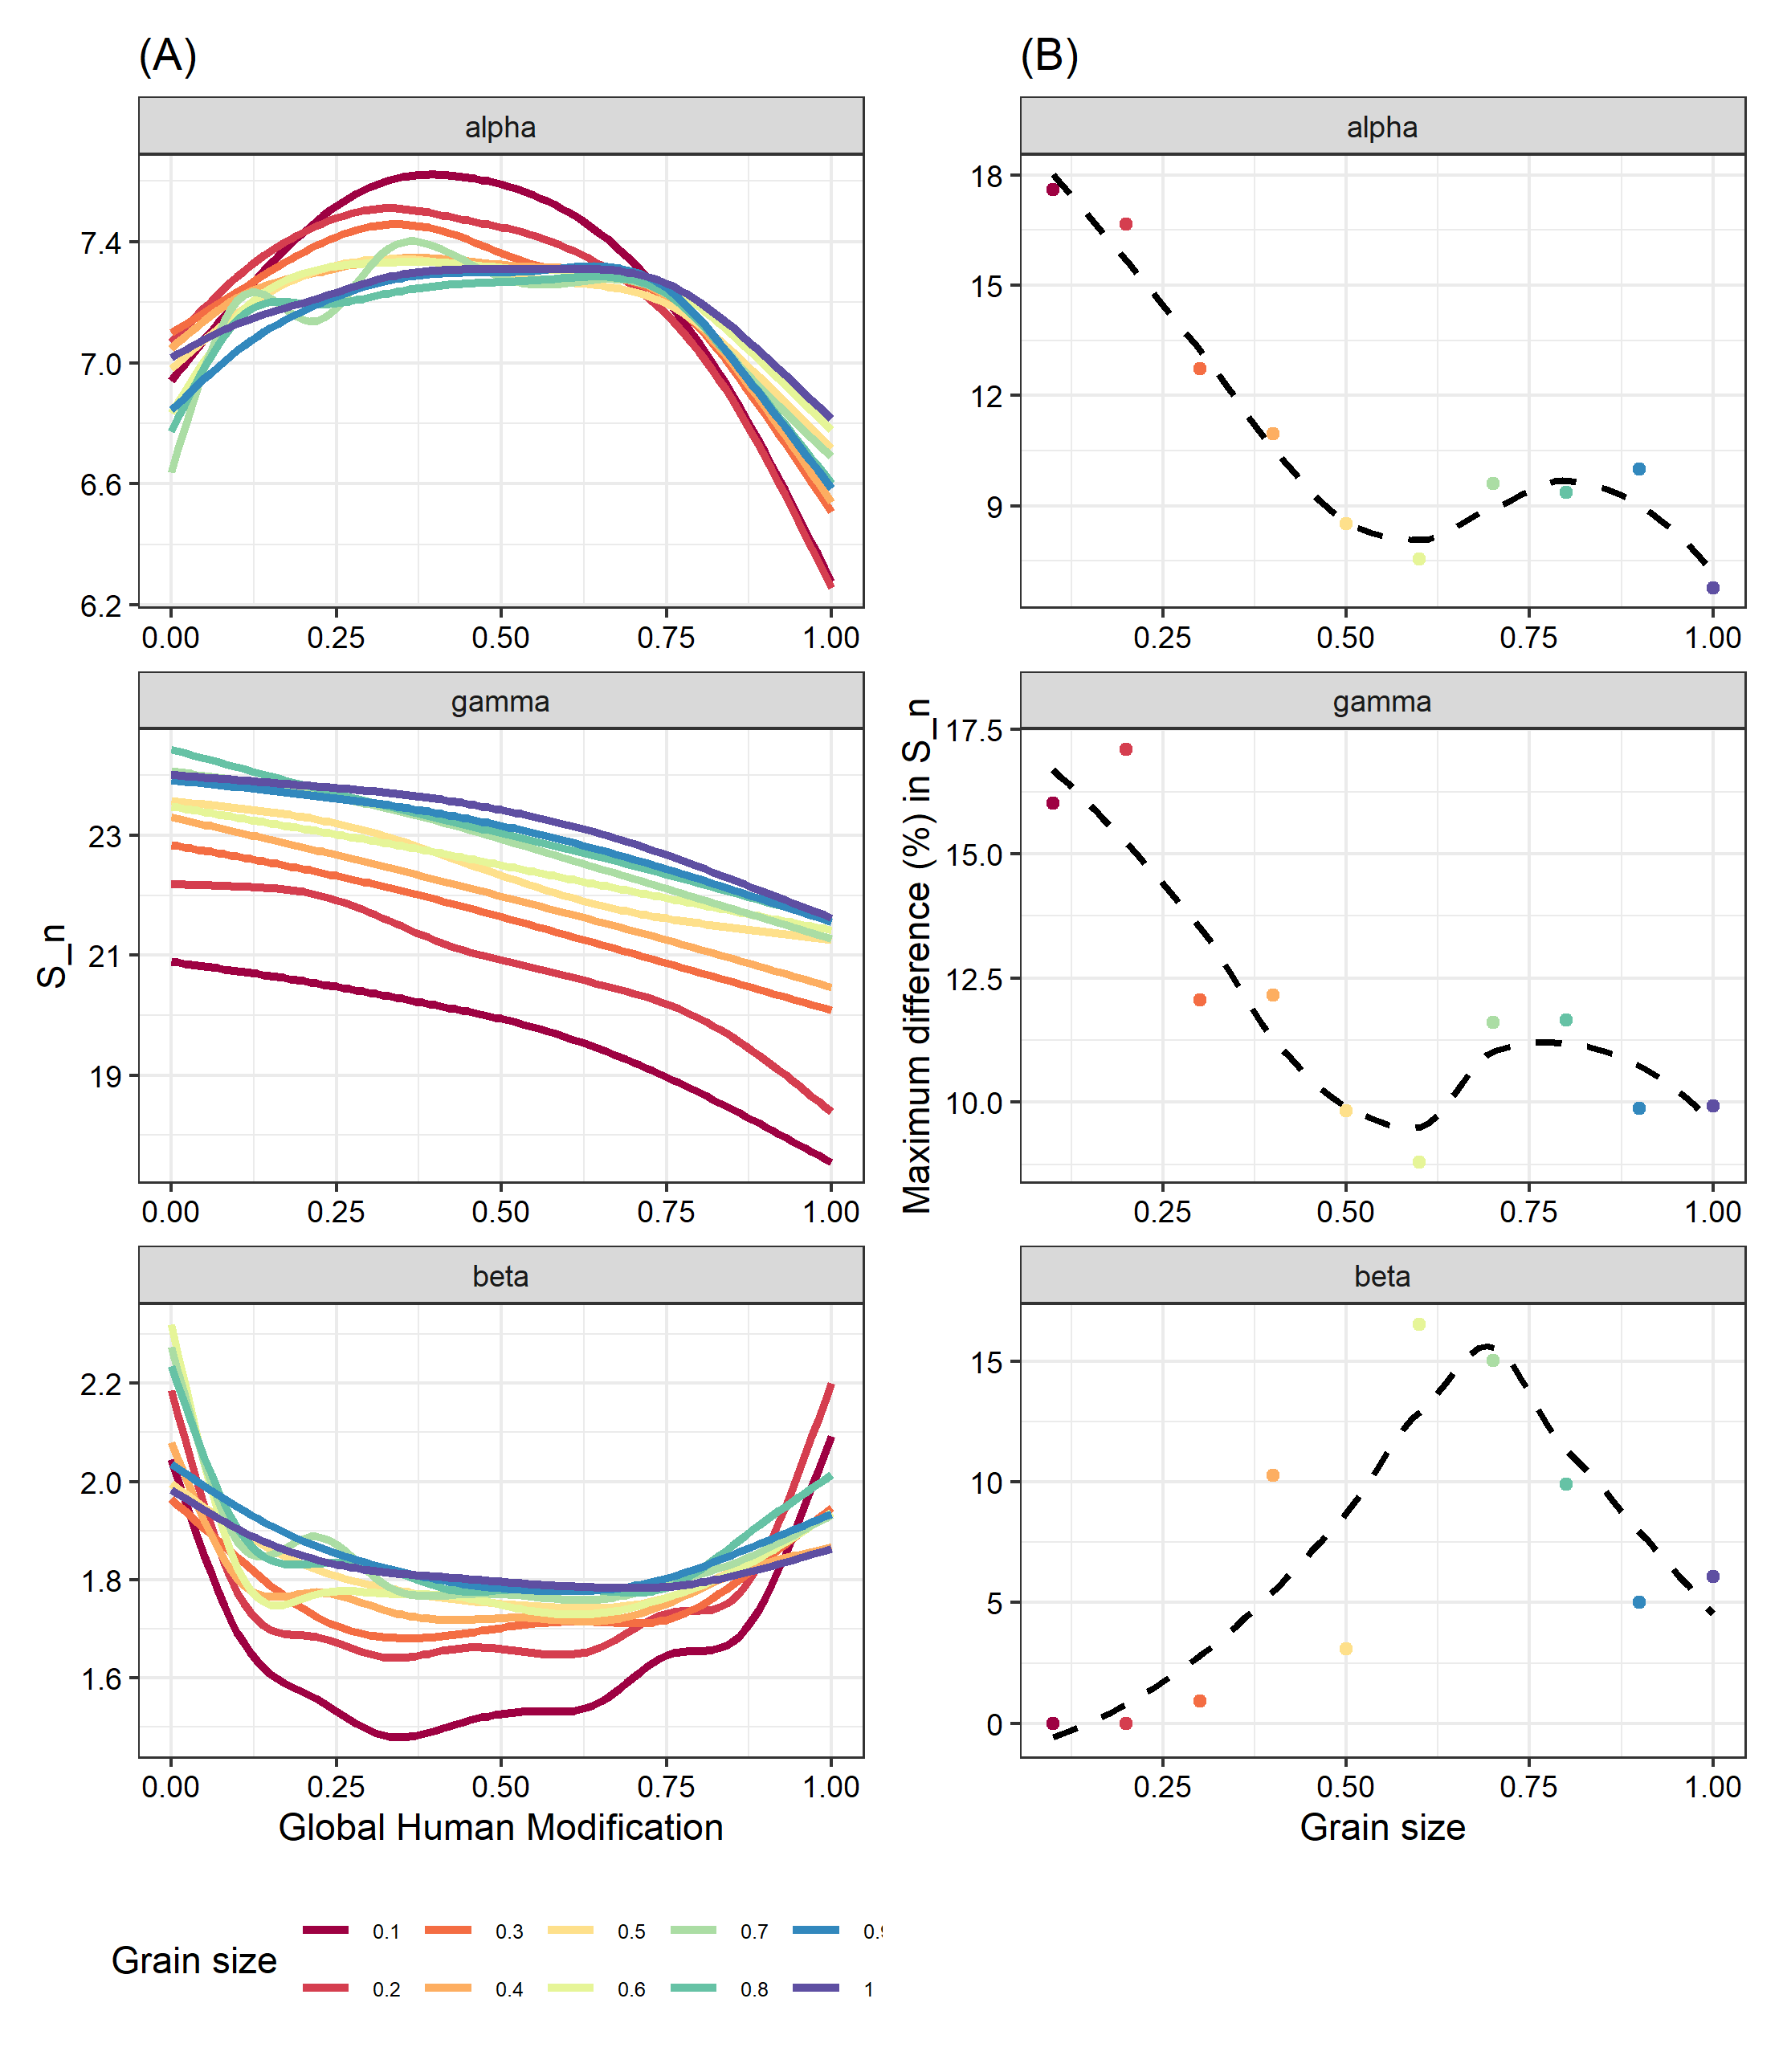 (A)
alpha
7.4
7.0
6.6
6.2
0.00 0.25 0.50 0.75 1.00
gamma
23
21
19
0.00 0.25 0.50 0.75 1.00
beta
2.2
2.0
1.8
1.6
0.00 0.25 0.50 0.75 1.00
S_n
Global Human Modification
(B)
alpha
18
15
12
9
0.25 0.50 0.75 1.00
gamma
17.5
15.0
12.5
10.0
0.25 0.50 0.75 1.00
beta
15
10
5
0
0.25 0.50 0.75 1.00
Maximum difference (%) in S_n
Grain size
Grain size
0.1 0.3 0.5 0.7
0.2 0.4 0.6 0.8 1